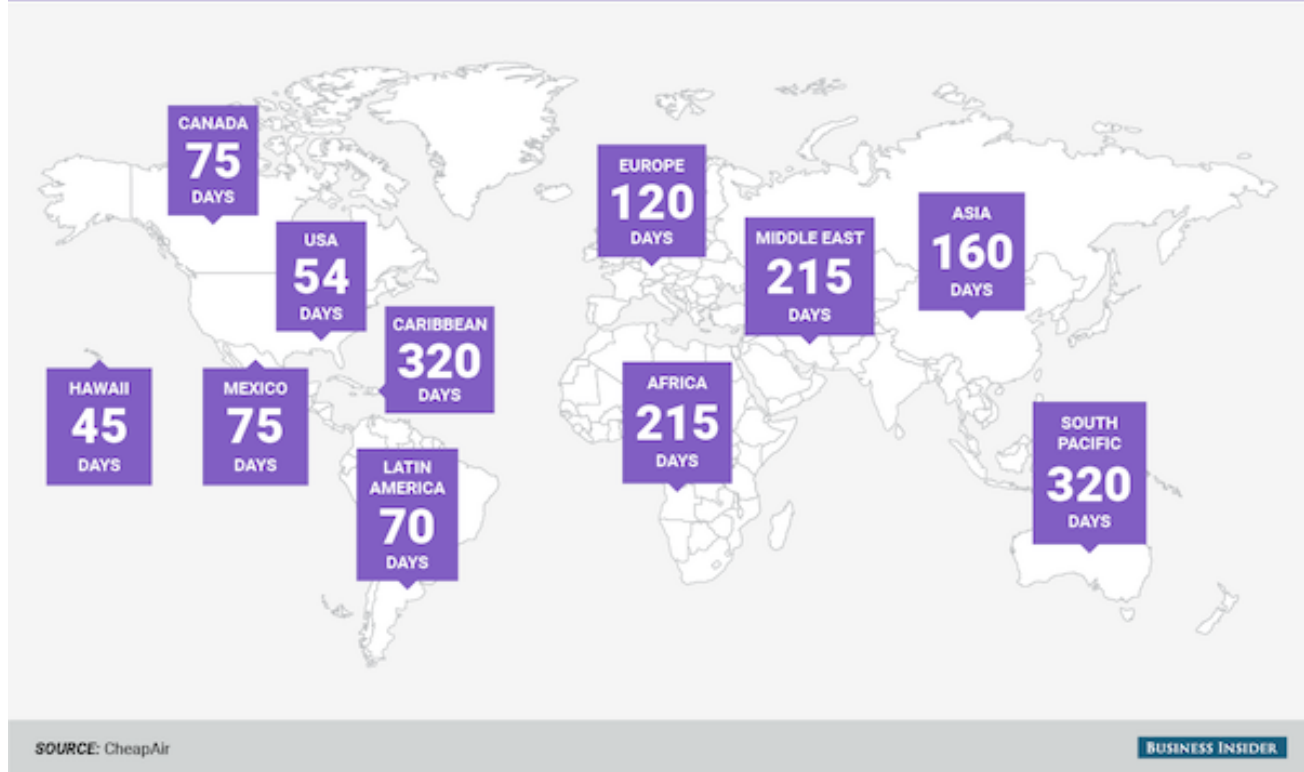 CANADA
75
DAYS
USA
54
DAYS
HAWAII
45
DAYS
MEXICO
75
DAYS
CARIBBEAN
320
DAYS
LATIN
AMERICA
70
DAYS
EUROPE
120
DAYS
MIDDLE EAST
215
DAYS
AFRICA
215
DAYS
ASIA
160
DAYS
SOUTH
PACIFIC
320
DAYS
SOURCE: CheapAir
BUSINESS INSIDER